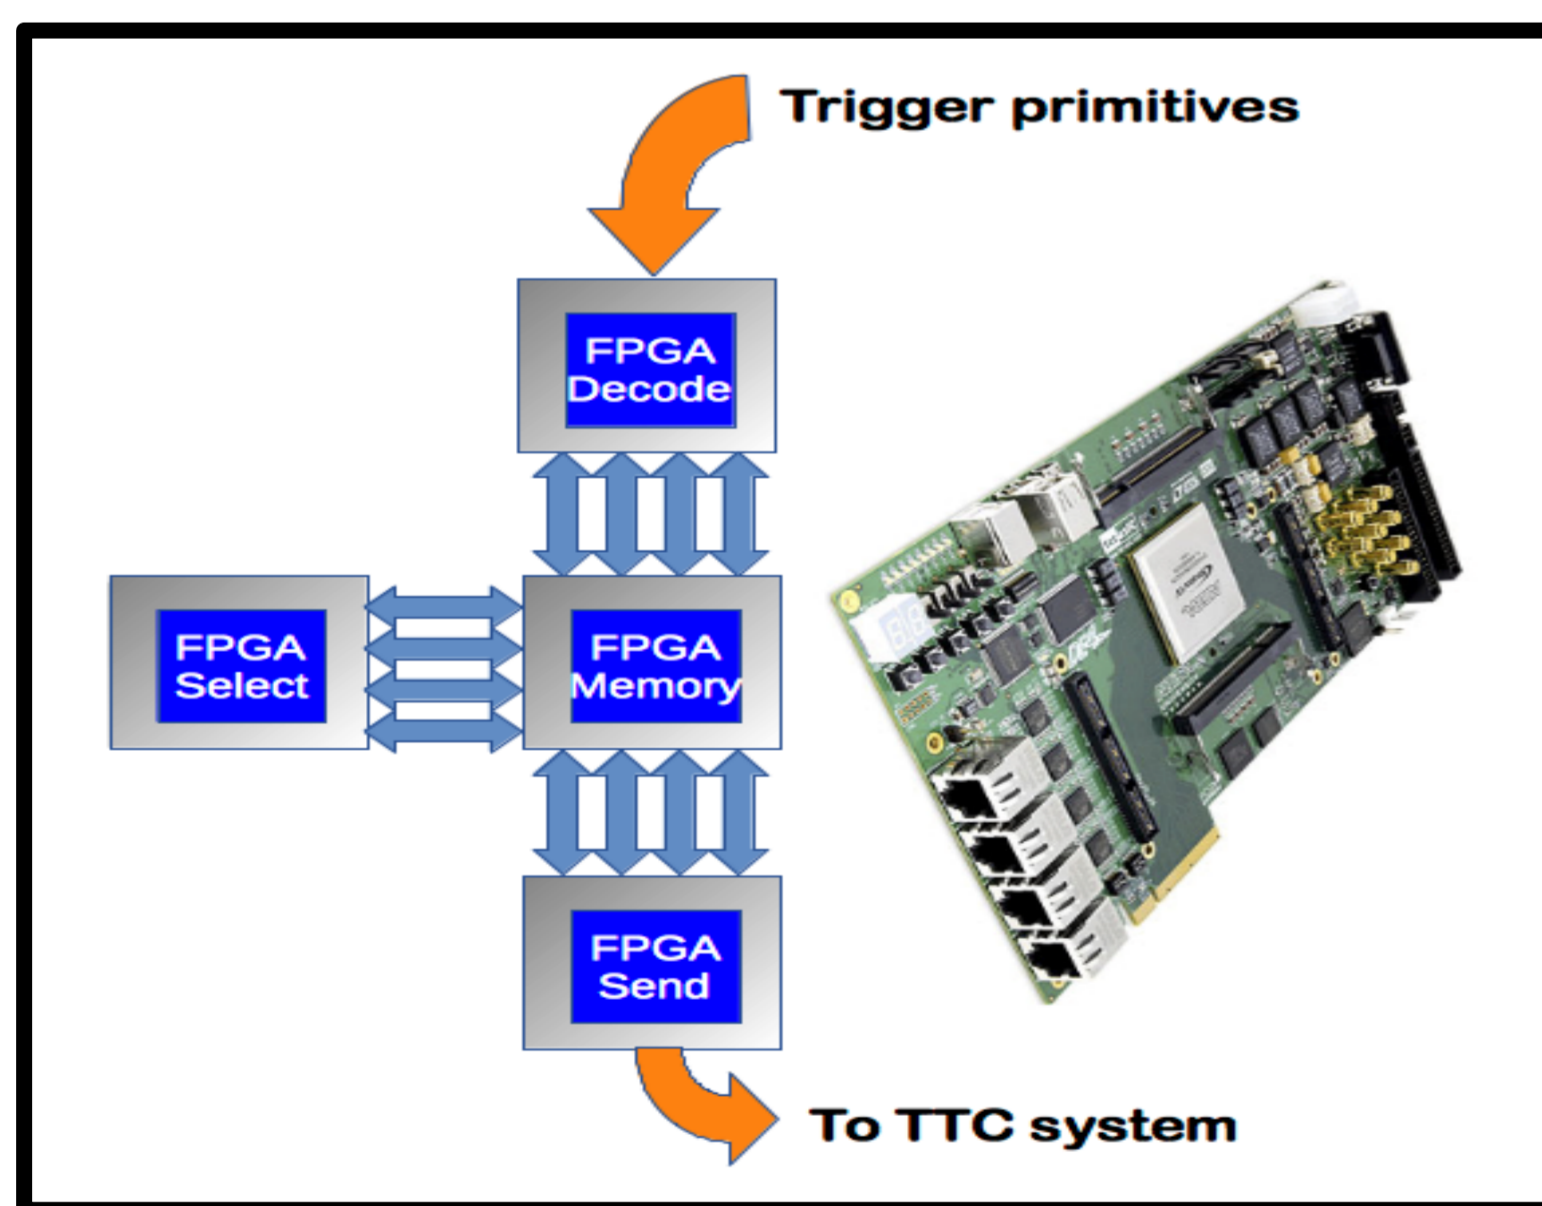 Trigger primitives
FPGA
Decode
FPGA
Select
FPGA
Memory
FPGA
Send
To TTC system